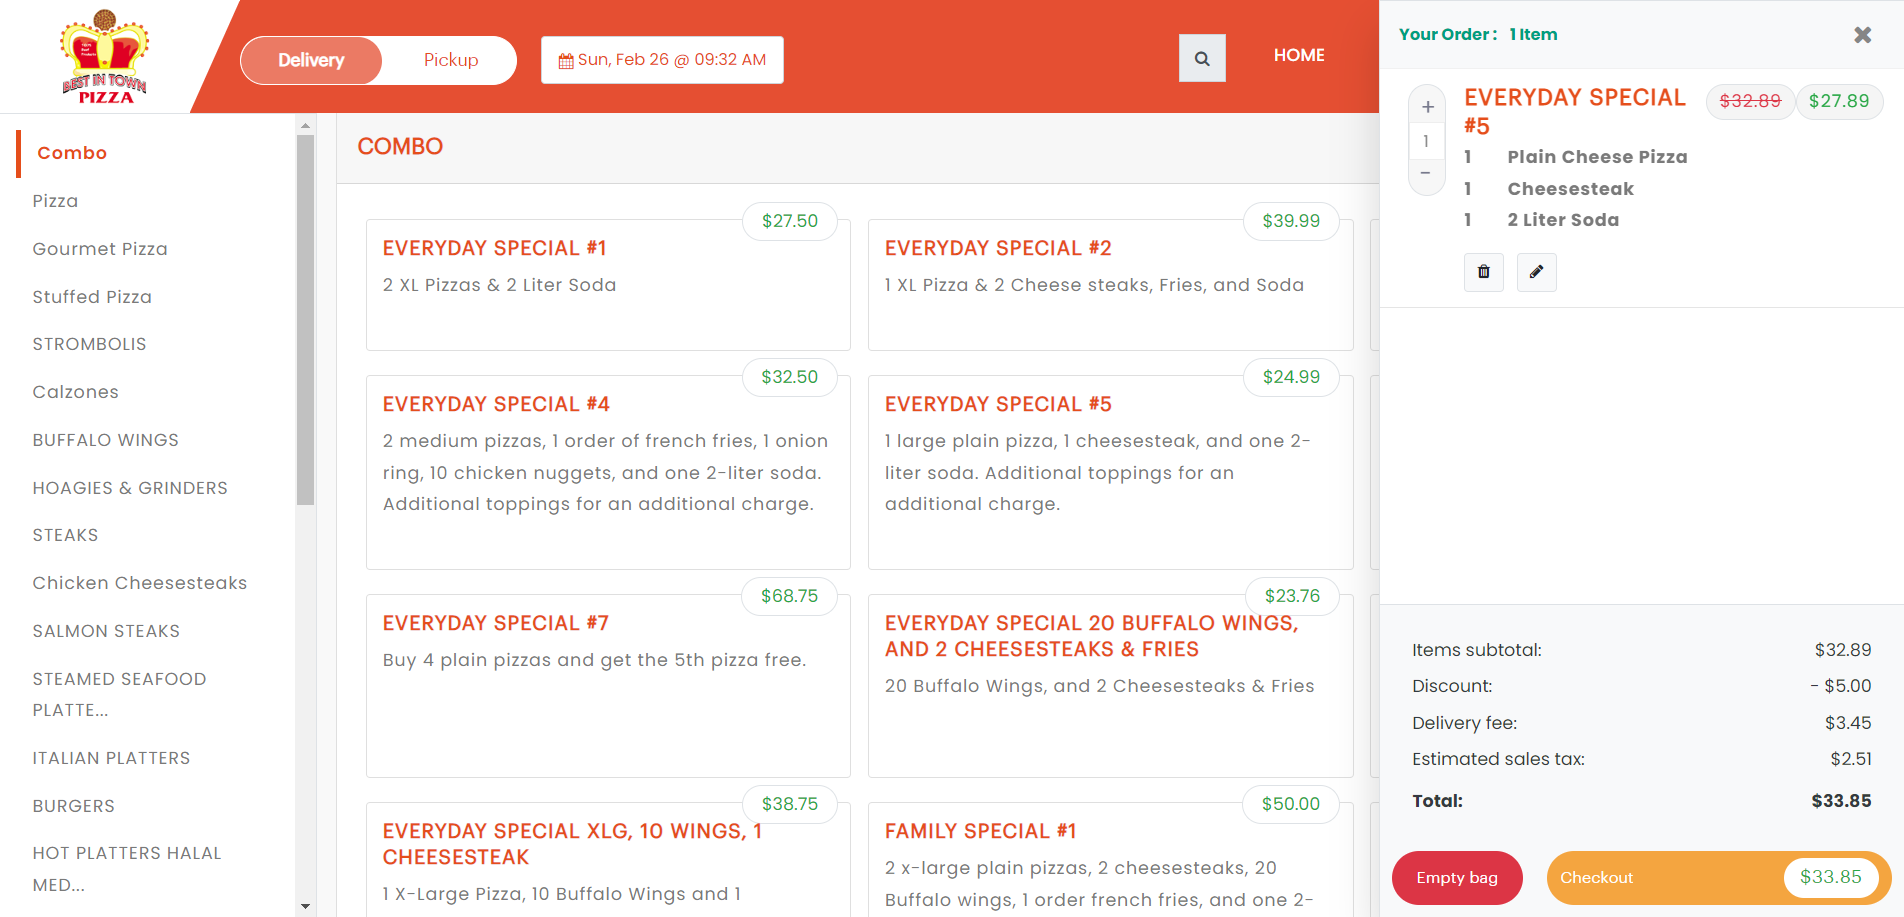 BEST IN TOWN
PIZZA
Delivery
Pickup
Sun, Feb 26 @ 09:32 AM
HOME
Combo
Pizza
Gourmet Pizza
Stuffed Pizza
STROMBOLIS
Calzones
BUFFALO WINGS
HOAGIES & GRINDERS
STEAKS
Chicken Cheesesteaks
SALMON STEAKS
STEAMED SEAFOOD
PLATTE...
ITALIAN PLATTERS
BURGERS
HOT PLATTERS HALAL
MED...
COMBO
$27.50
EVERYDAY SPECIAL #1
2 XL Pizzas & 2 Liter Soda
$39.99
EVERYDAY SPECIAL #2
1 XL Pizza & 2 Cheese steaks, Fries, and Soda
$32.50
EVERYDAY SPECIAL #4
2 medium pizzas, 1 order of french fries, 1 onion
ring, 10 chicken nuggets, and one 2-liter soda.
Additional toppings for an additional charge.
$24.99
EVERYDAY SPECIAL #5
1 large plain pizza, 1 cheesesteak, and one 2-
liter soda. Additional toppings for an
additional charge.
$68.75
EVERYDAY SPECIAL #7
Buy 4 plain pizzas and get the 5th pizza free.
$23.76
EVERYDAY SPECIAL 20 BUFFALO WINGS,
AND 2 CHEESESTEAKS & FRIES
20 Buffalo Wings, and 2 Cheesesteaks & Fries
$38.75
EVERYDAY SPECIAL XLG, 10 WINGS, 1
CHEESESTEAK
1 X-Large Pizza, 10 Buffalo Wings and 1
$50.00
FAMILY SPECIAL #1
2 x-large plain pizzas, 2 cheesesteaks, 20
Buffalo wings, 1 order french fries, and one 2-
Your Order : 1 Item
+
1
−
EVERYDAY SPECIAL
#5
$32.89 $27.89
1 Plain Cheese Pizza
1 Cheesesteak
1 2 Liter Soda
Items subtotal: $32.89
Discount: - $5.00
Delivery fee: $3.45
Estimated sales tax: $2.51
Total: $33.85
Empty bag
Checkout $33.85